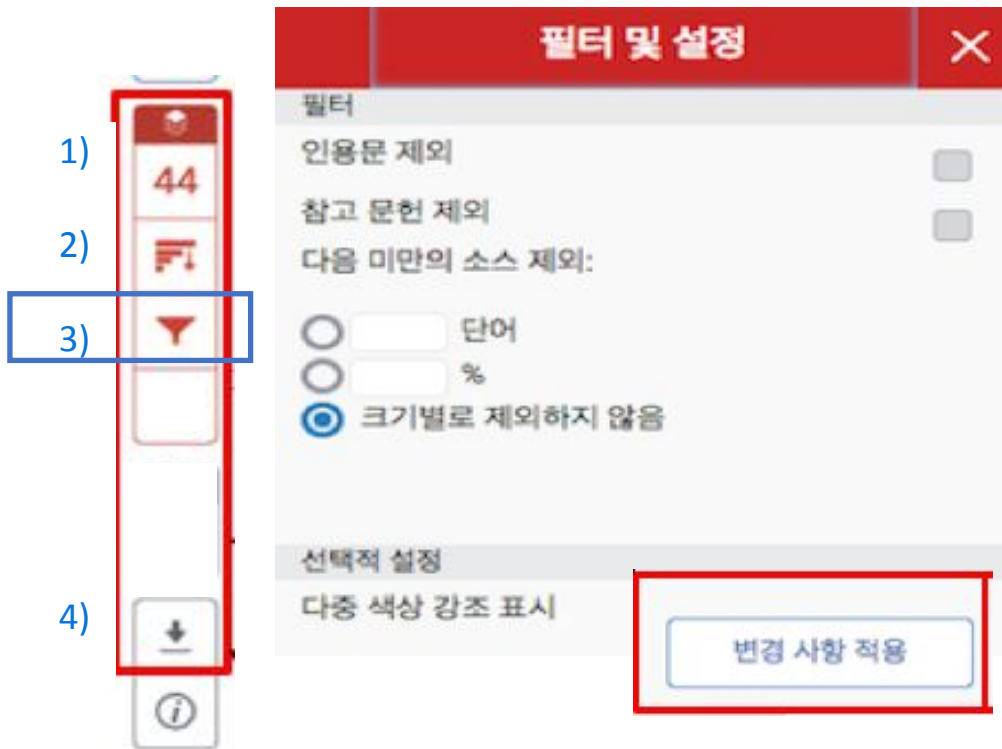 1)
44
2)
3)
4)
필터 및 설정
필터
인용문 제외
참고 문헌 제외
다음 미만의 소스 제외:
단어
%
크기별로 제외하지 않음
선택적 설정
다중 색상 강조 표시
변경 사항 적용